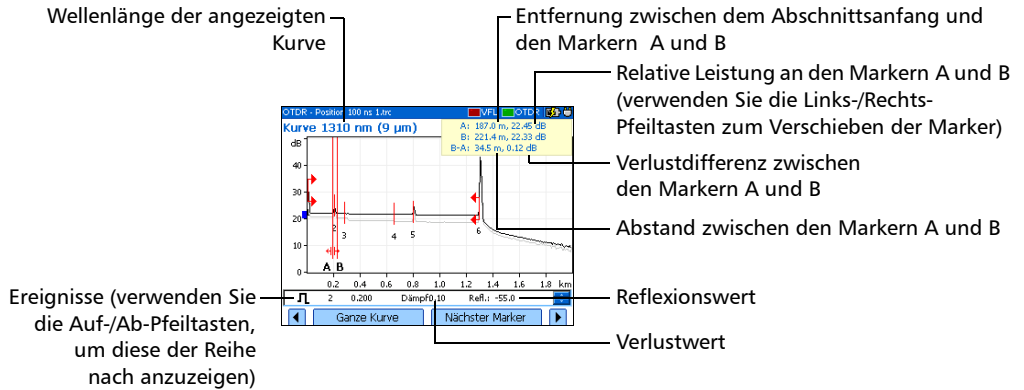 Wellenlänge der angezeigten
Kurve
Entfernung zwischen dem Abschnittsanfang und
den Markern A und B
Relative Leistung an den Markern A und B
(verwenden Sie die Links-/Rechts-
Pfeiltasten zum Verschieben der Marker)
Verlustdifferenz zwischen
den Markern A und B
Abstand zwischen den Markern A und B
OTDR - Position 100 ns 1.trc VFL OTDR
Kurve 1310 nm (9 µm)
A: 187.0 m, 22.45 dB
B: 221.4 m, 22.33 dB
B-A: 34.5 m, 0.12 dB
dB
40
30
20
10
0
2 3 4 5 6
A B
0.2 0.4 0.6 0.8 1.0 1.2 1.4 1.6 1.8 km
2 0.200 Dämpf0.10 Refl.: -55.0
Ganze Kurve Nächster Marker
Ereignisse (verwenden Sie
die Auf-/Ab-Pfeiltasten,
um diese der Reihe
nach anzuzeigen)
Reflexionswert
Verlustwert